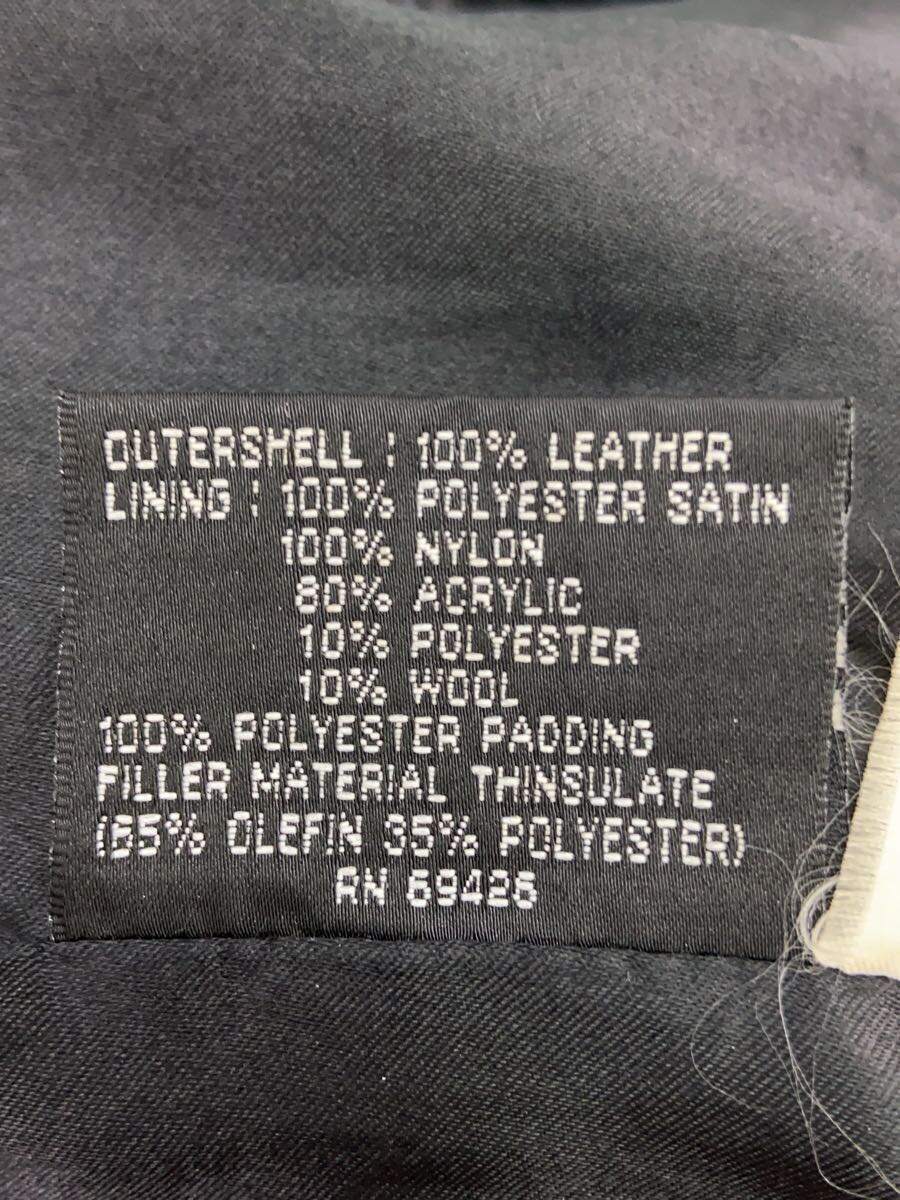 OUTERSHELL : 100% LEATHER
LINING : 100% POLYESTER SATIN
100% NYLON
80% ACRYLIC
10% POLYESTER
10% WOOL
100% POLYESTER PADDING
FILLER MATERIAL THINSULATE
(65% OLEFIN 35% POLYESTER)
RN 69426